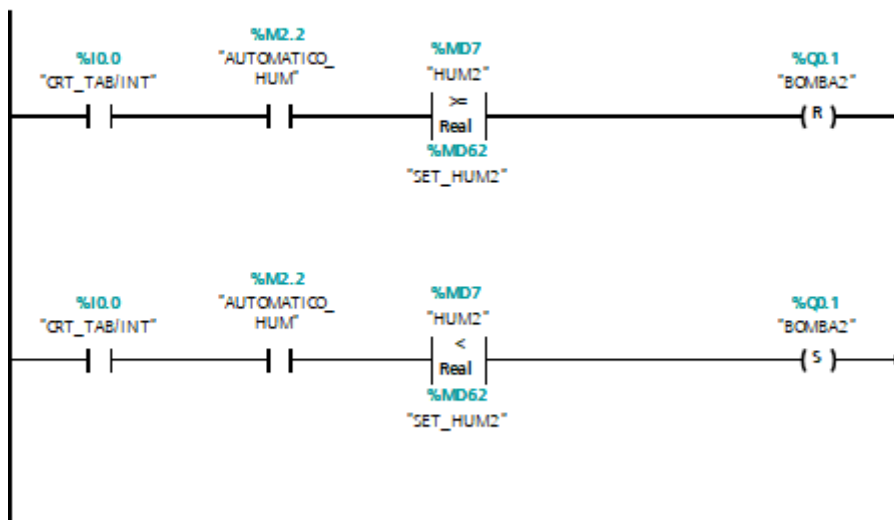 %I0.0
"CRT_TAB/INT"
%M2.2
"AUTOMATICO_
HUM"
%MD7
"HUM2"
>=
Real
%MD62
"SET_HUM2"
%Q0.1
"BOMBA2"
R
%I0.0
"CRT_TAB/INT"
%M2.2
"AUTOMATICO_
HUM"
%MD7
"HUM2"
<
Real
%MD62
"SET_HUM2"
%Q0.1
"BOMBA2"
S